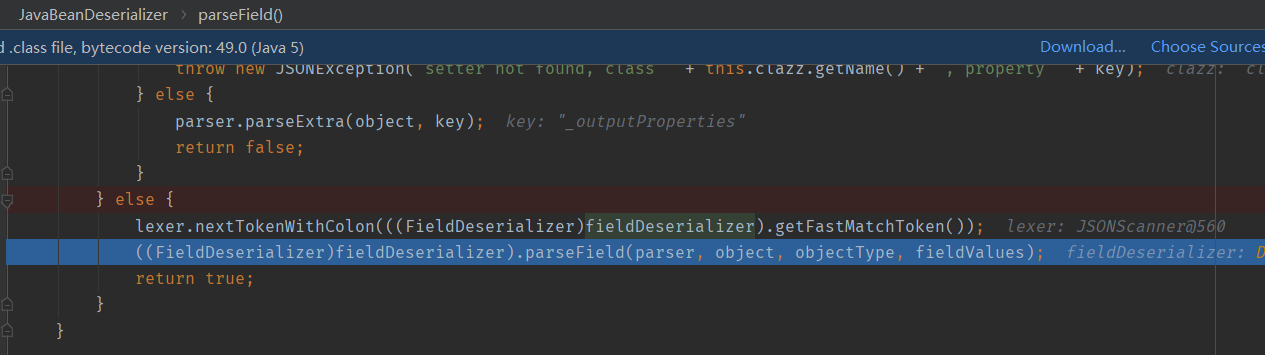 JavaBeanDeserializer › parseField()
d .class file, bytecode version: 49.0 (Java 5) Download... Choose Sources
throw new JSONException( setter not found, class + this.clazz.getName() + , property + key); clazz: cl
} else {
parser.parseExtra(object, key); key: "_outputProperties"
return false;
}
} else {
lexer.nextTokenWithColon(((FieldDeserializer)fieldDeserializer).getFastMatchToken()); lexer: JSONScanner@560
((FieldDeserializer)fieldDeserializer).parseField(parser, object, objectType, fieldValues); fieldDeserializer: D
return true;
}
}